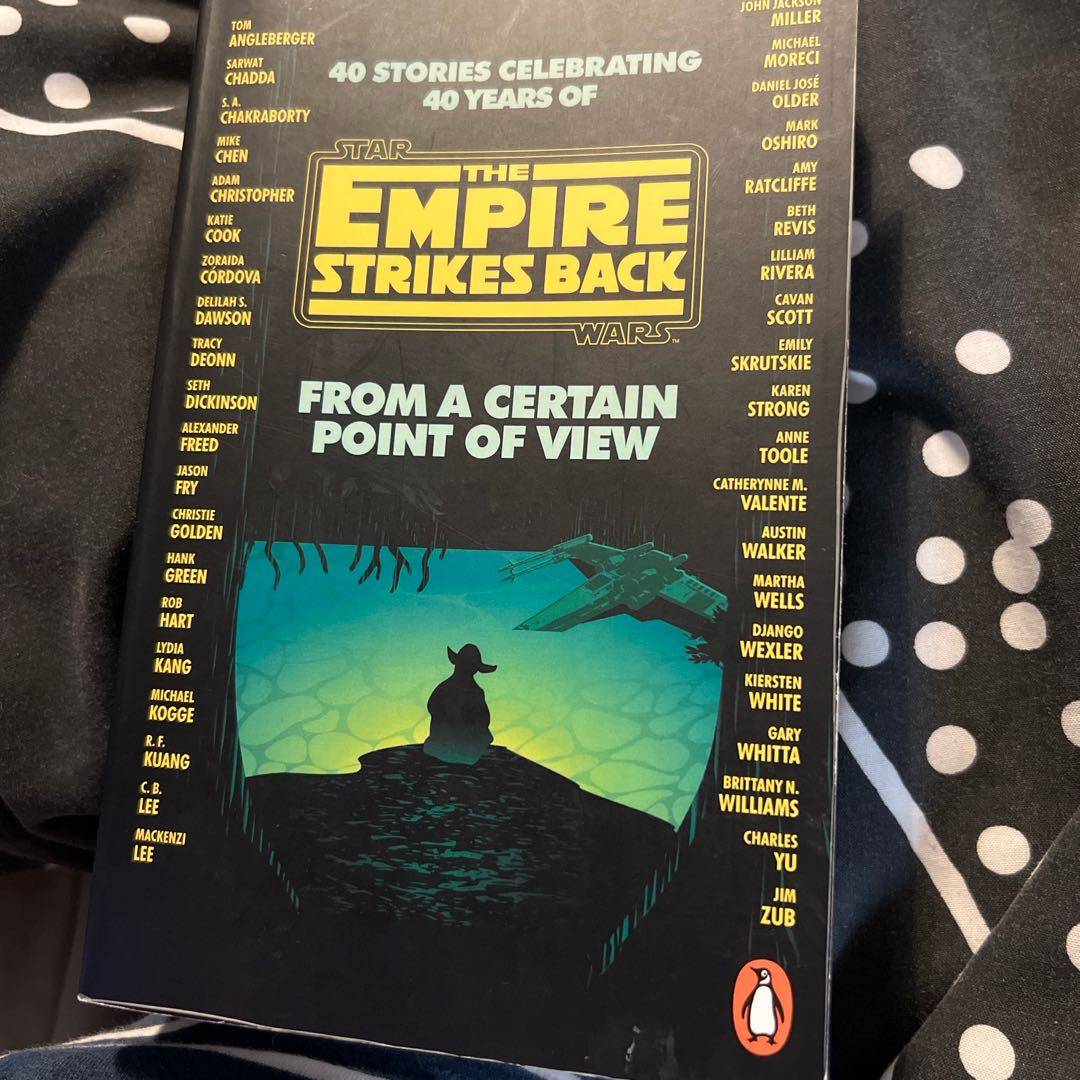 TOM
ANGLEBERGER
SARWAT
CHADDA
S. A.
CHAKRABORTY
MIKE
CHEN
ADAM
CHRISTOPHER
KATIE
COOK
ZORAIDA
CÓRDOVA
DELILAH S.
DAWSON
TRACY
DEONN
SETH
DICKINSON
ALEXANDER
FREED
JASON
FRY
CHRISTIE
GOLDEN
HANK
GREEN
ROB
HART
LYDIA
KANG
MICHAEL
KOGGE
R. F.
KUANG
C. B.
LEE
MACKENZI
LEE
40 STORIES CELEBRATING
40 YEARS OF
STAR
THE
EMPIRE
STRIKES BACK
WARS™
FROM A CERTAIN
POINT OF VIEW
JOHN JACKSON
MILLER
MICHAEL
MORECI
DANIEL JOSÉ
OLDER
MARK
OSHIRO
AMY
RATCLIFFE
BETH
REVIS
LILLIAM
RIVERA
CAVAN
SCOTT
EMILY
SKRUTSKIE
KAREN
STRONG
ANNE
TOOLE
CATHERYNNE M.
VALENTE
AUSTIN
WALKER
MARTHA
WELLS
DJANGO
WEXLER
KIERSTEN
WHITE
GARY
WHITTA
BRITTANY N.
WILLIAMS
CHARLES
YU
JIM
ZUB